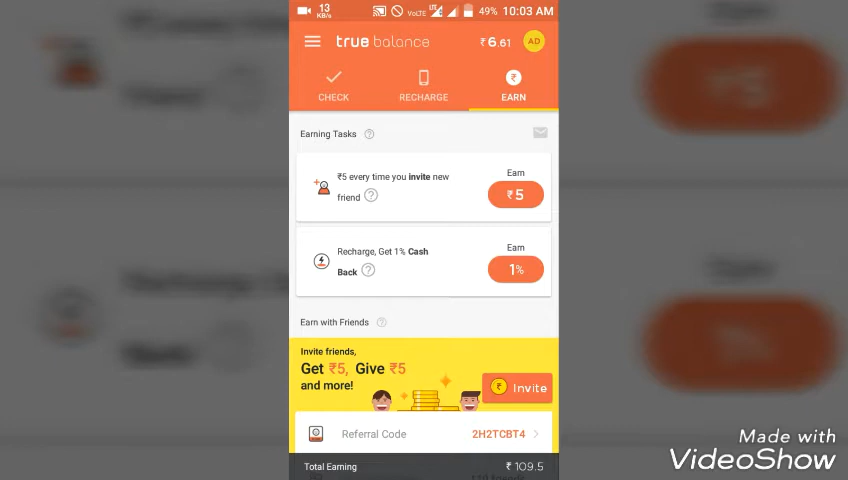 13
KB/s
VoLTE
LTE
49%
10:03 AM
true balance
₹6.61
AD
CHECK
RECHARGE
EARN
Earning Tasks
₹5 every time you invite new
friend
Earn
₹5
Recharge, Get 1% Cash
Back
Earn
1%
Earn with Friends
Invite friends,
Get ₹5, Give ₹5
and more!
₹ Invite
Referral Code
2H2TCBT4
Total Earning
₹ 109.5
Made with
VideoShow